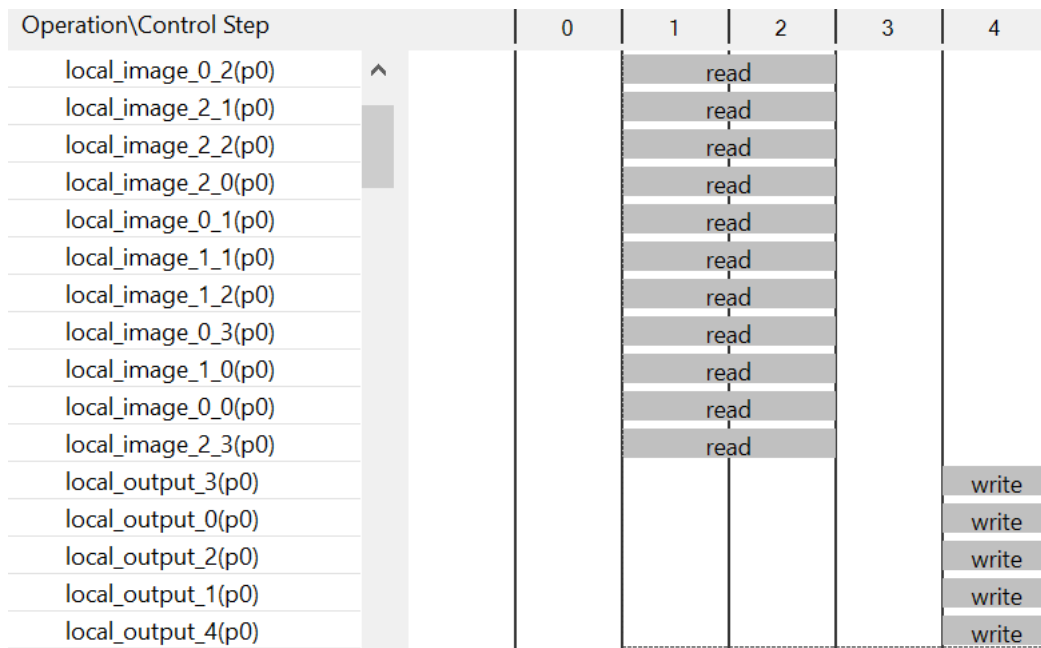 Operation\Control Step 0 1 2 3 4
local_image_0_2(p0) read
local_image_2_1(p0) read
local_image_2_2(p0) read
local_image_2_0(p0) read
local_image_0_1(p0) read
local_image_1_1(p0) read
local_image_1_2(p0) read
local_image_0_3(p0) read
local_image_1_0(p0) read
local_image_0_0(p0) read
local_image_2_3(p0) read
local_output_3(p0) write
local_output_0(p0) write
local_output_2(p0) write
local_output_1(p0) write
local_output_4(p0) write